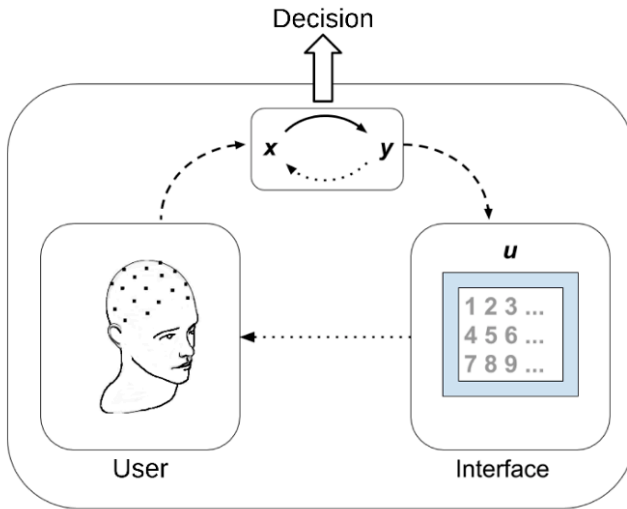 Decision
x
y
u
1 2 3 ...
4 5 6 ...
7 8 9 ...
User
Interface